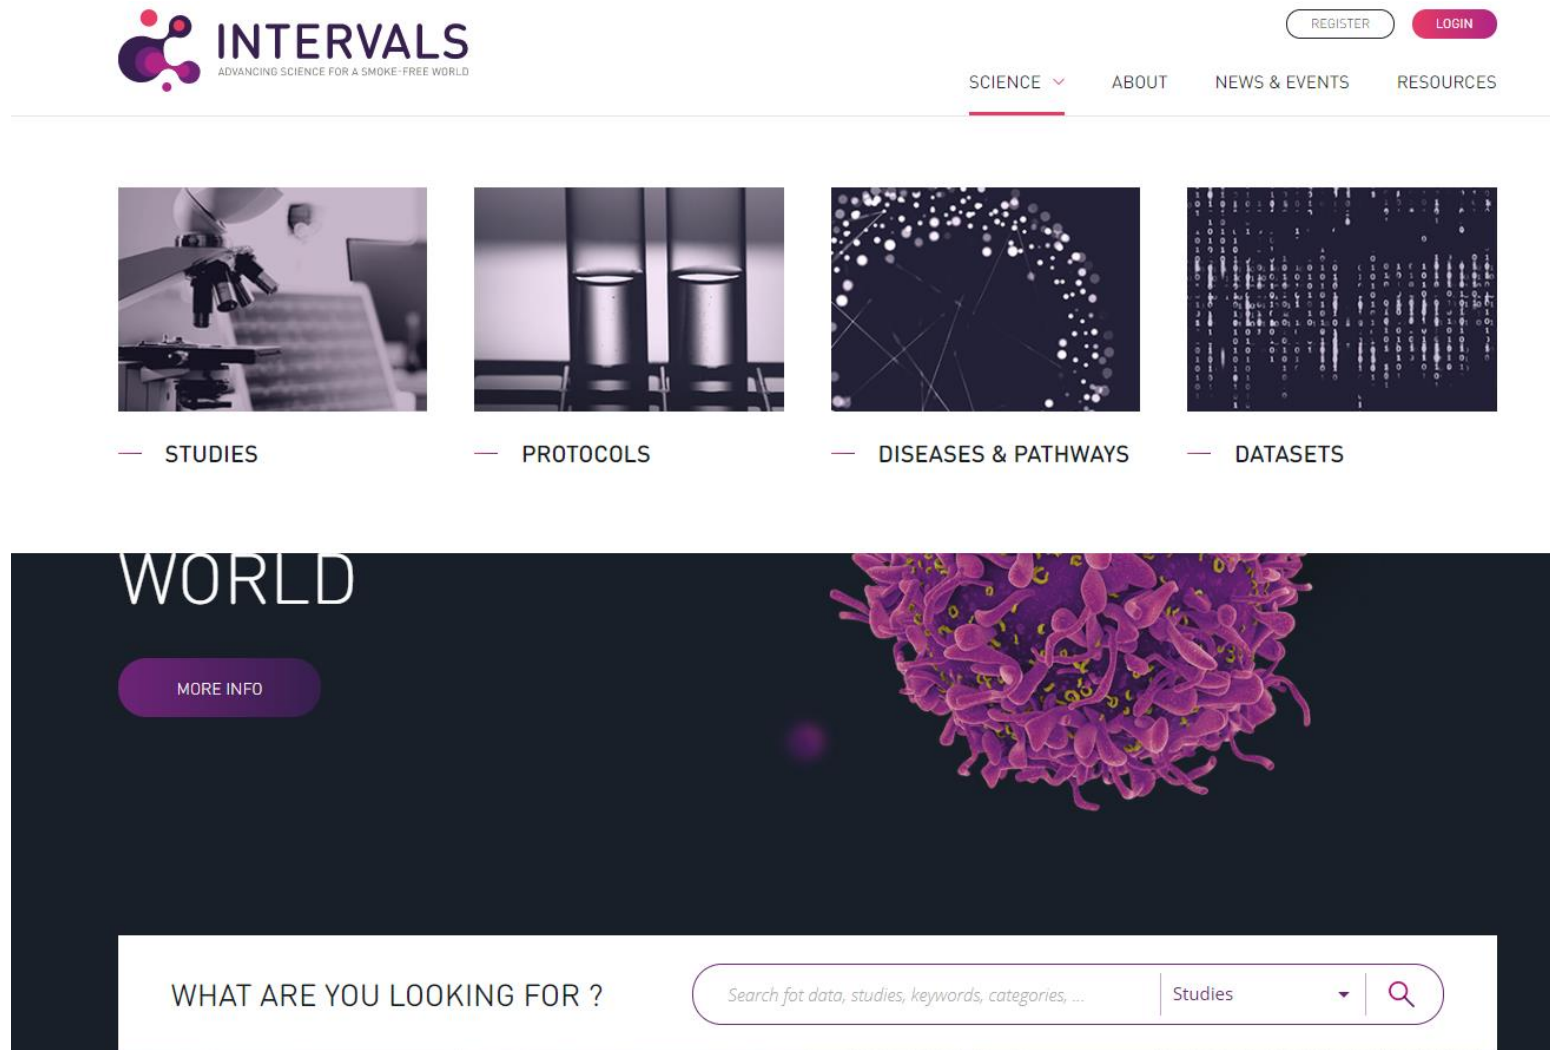 INTERVALS
ADVANCING SCIENCE FOR A SMOKE-FREE WORLD
REGISTER
LOGIN
SCIENCE
ABOUT
NEWS & EVENTS
RESOURCES
STUDIES
PROTOCOLS
DISEASES & PATHWAYS
DATASETS
WORLD
MORE INFO
WHAT ARE YOU LOOKING FOR ?
Search fot data, studies, keywords, categories, ...
Studies